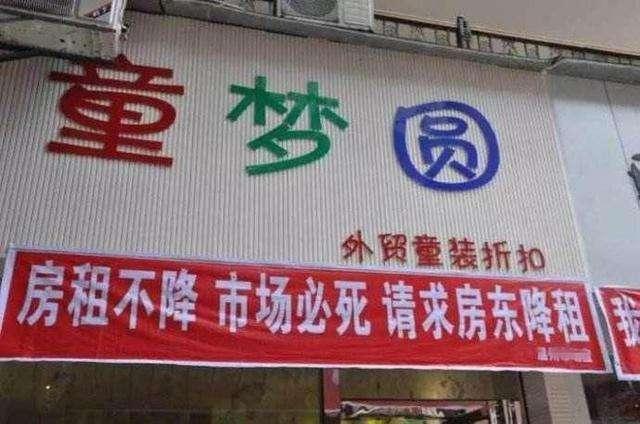 童梦圆
外贸童装折扣
房租不降 市场必死 请求房东降租